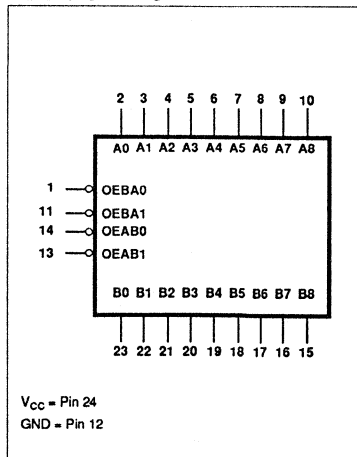 2 3 4 5 6 7 8 9 10
A0 A1 A2 A3 A4 A5 A6 A7 A8
1 OEBA0
11 OEBA1
14 OEAB0
13 OEAB1
B0 B1 B2 B3 B4 B5 B6 B7 B8
23 22 21 20 19 18 17 16 15
VCC = Pin 24
GND = Pin 12